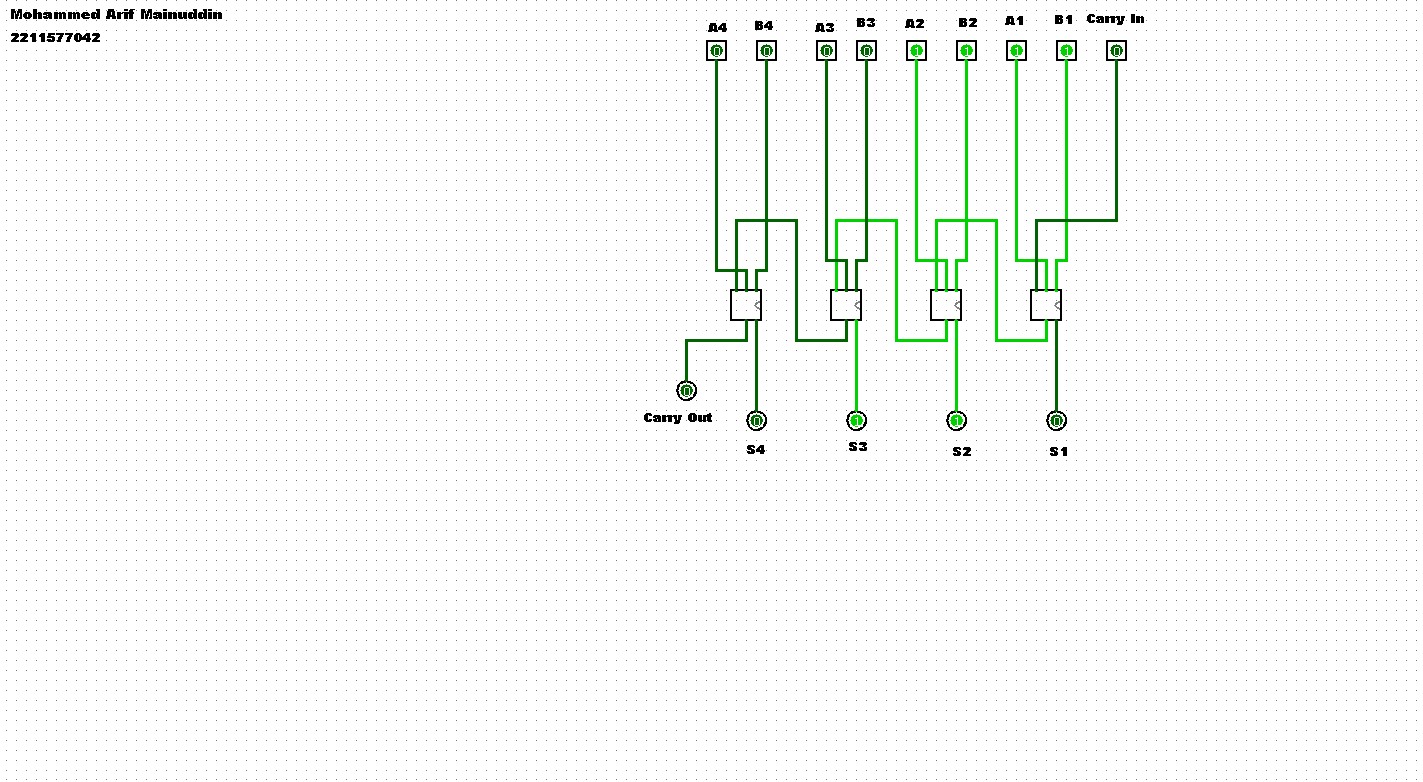 Mohammed Arif Mainuddin
2211577042
A4 B4 A3 B3 A2 B2 A1 B1 Carry In
0 0 0 0 1 1 1 1 0
0
Carry Out
0 1 1 0
S4 S3 S2 S1